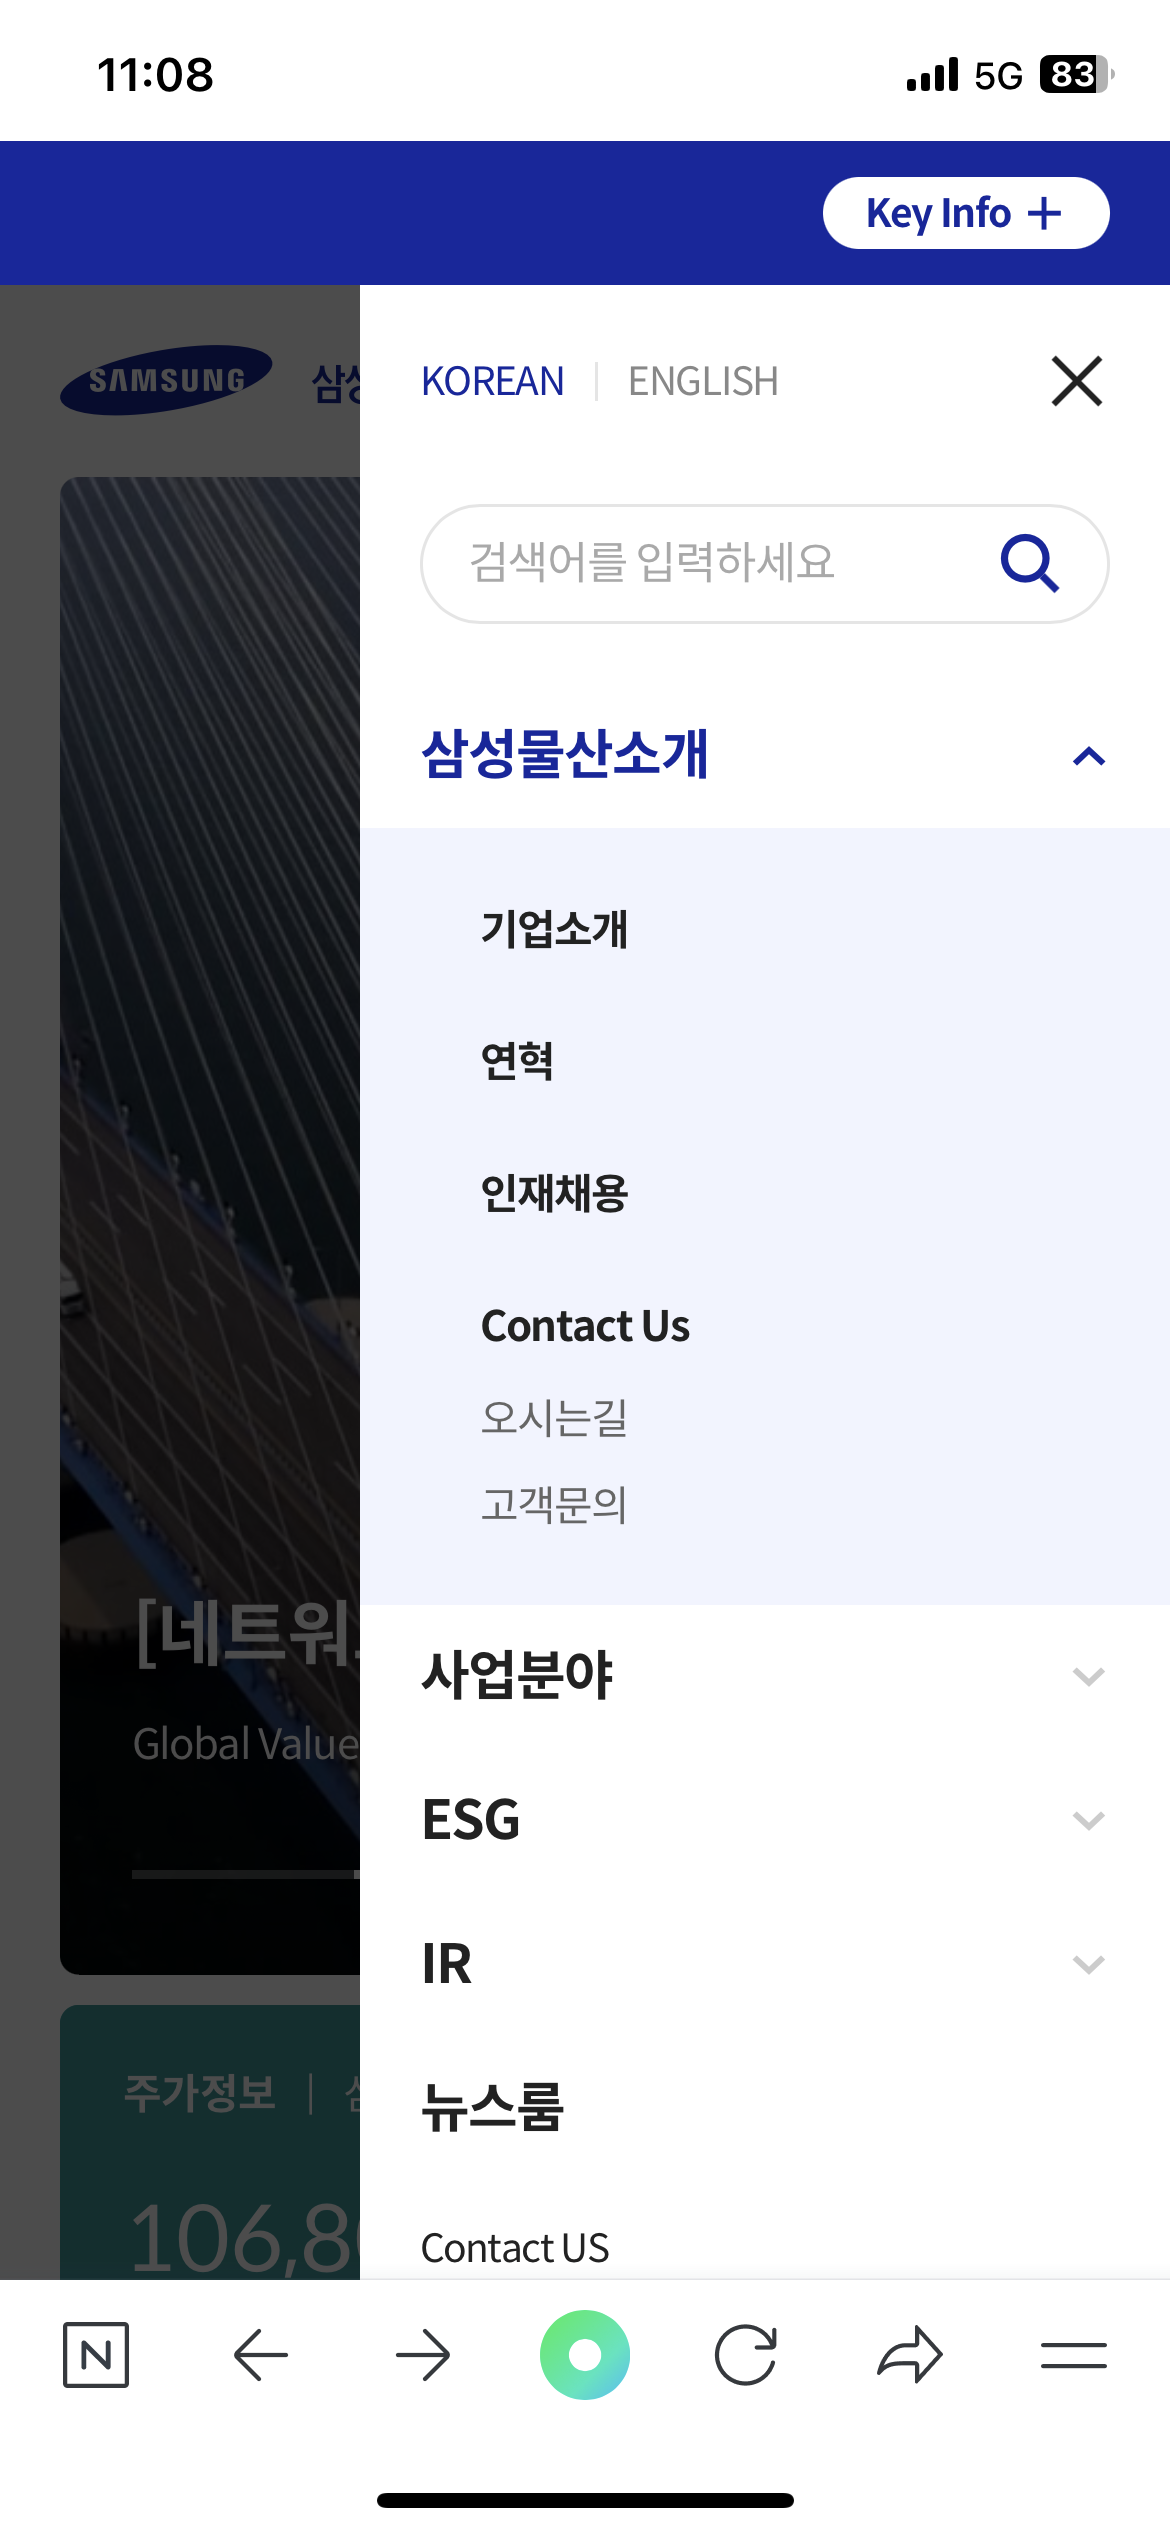 11:08
5G 83
Key Info
SAMSUNG
KOREAN ENGLISH
검색어를 입력하세요
삼성물산소개
기업소개
연혁
인재채용
Contact Us
오시는길
고객문의
[네트워
Global Value
사업분야
ESG
IR
뉴스룸
주가정보
106,8
Contact US
N